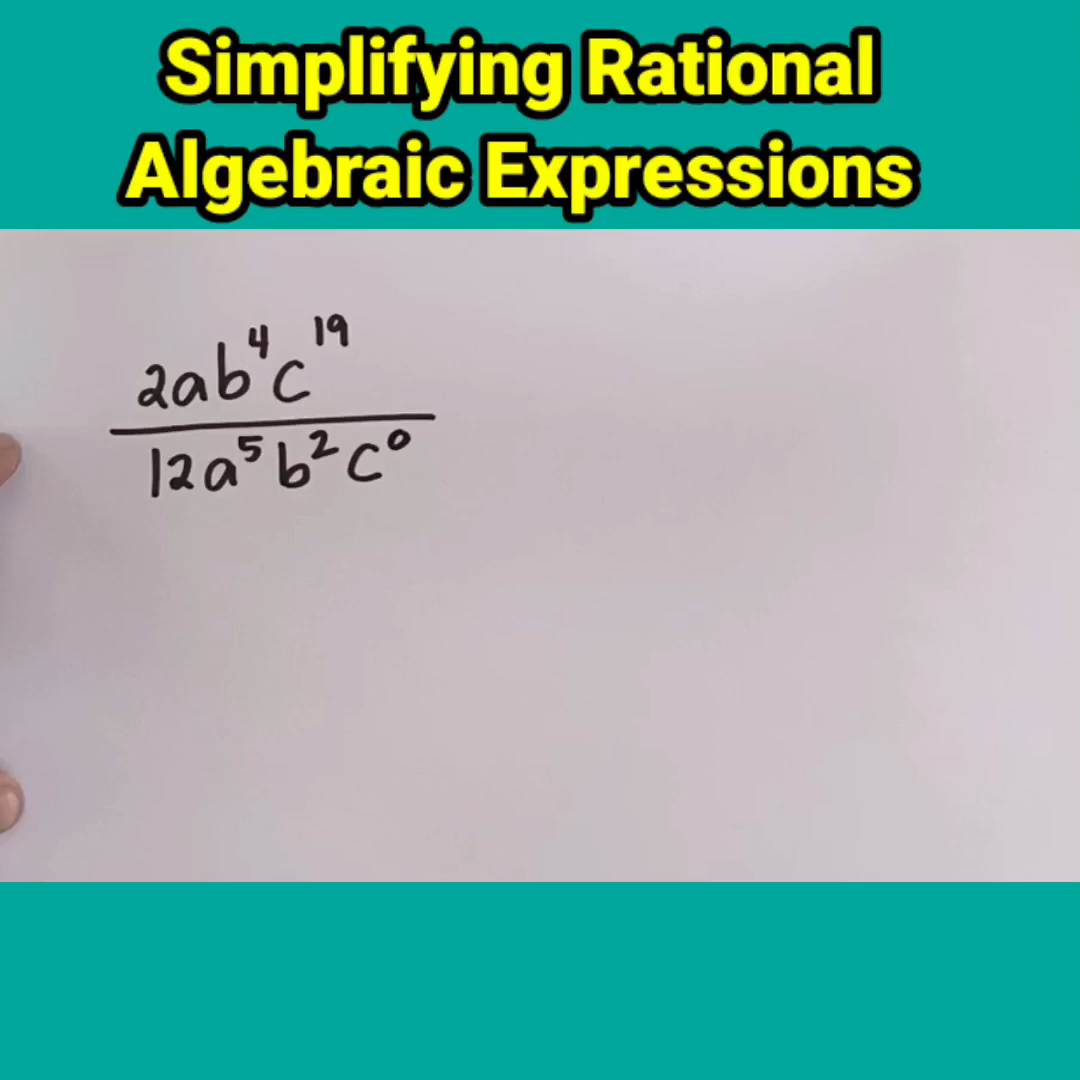 Simplifying Rational
Algebraic Expressions
2ab⁴c¹⁹
12a⁵b²c⁰